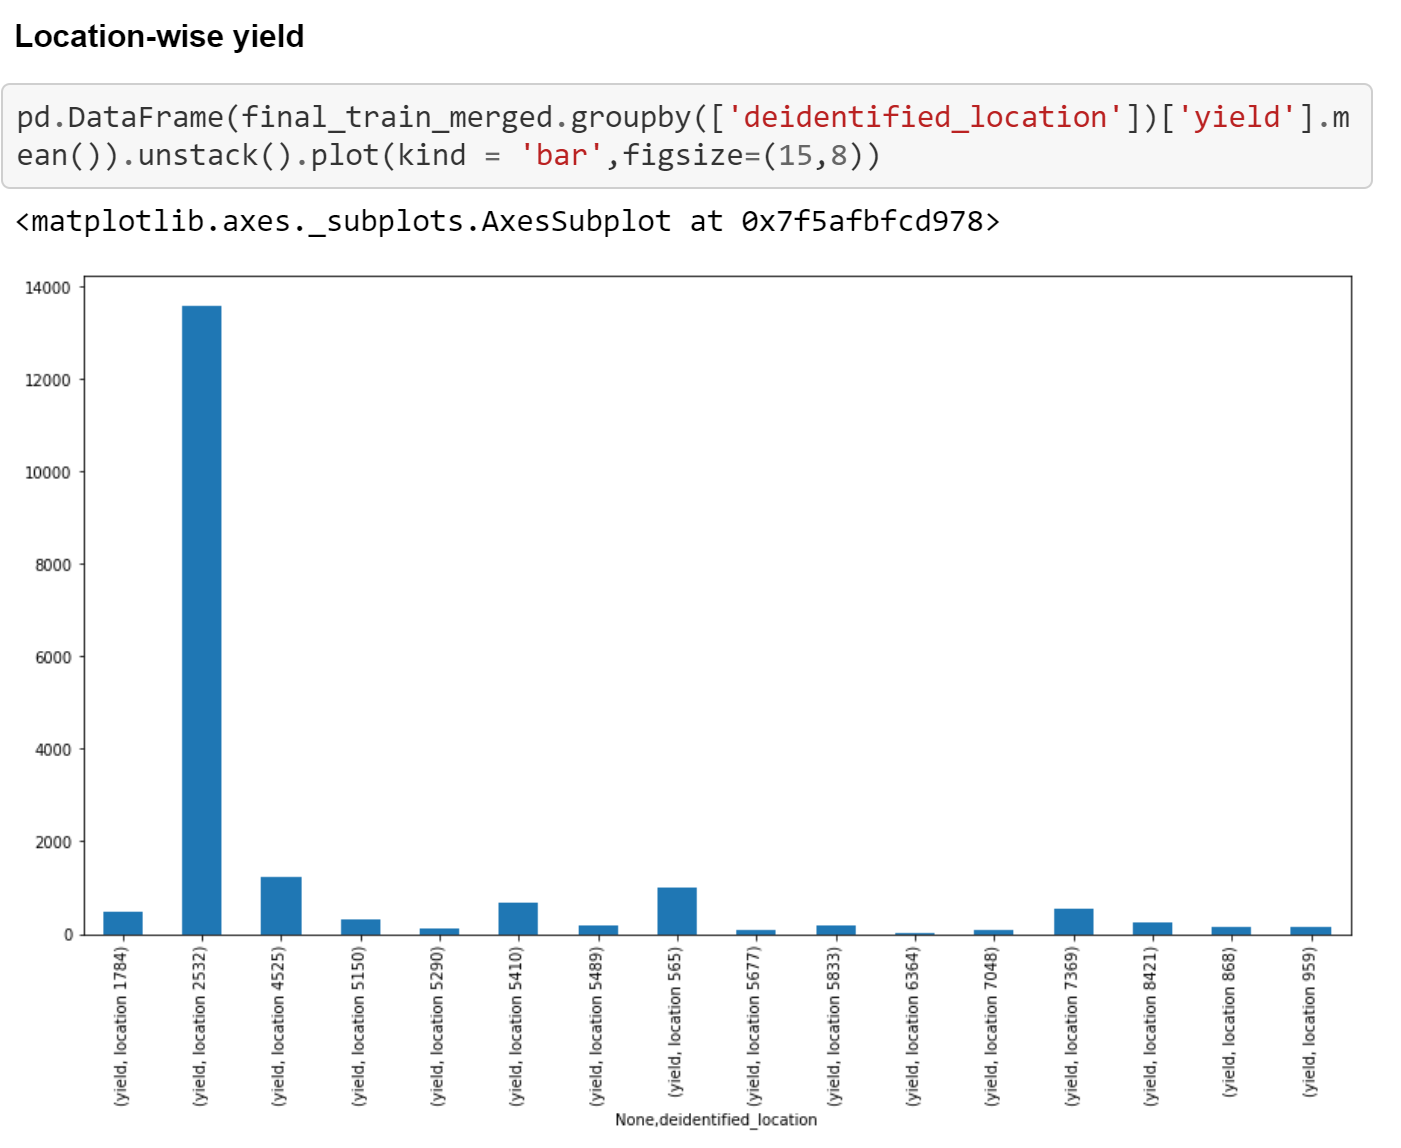 Location-wise yield
pd.DataFrame(final_train_merged.groupby(['deidentified_location'])['yield'].m
ean()).unstack().plot(kind = 'bar',figsize=(15,8))
<matplotlib.axes._subplots.AxesSubplot at 0x7f5afbfcd978>
14000
12000
10000
8000
6000
4000
2000
0
(yield, location 1784)
(yield, location 2532)
(yield, location 4525)
(yield, location 5150)
(yield, location 5290)
(yield, location 5410)
(yield, location 5489)
(yield, location 565)
(yield, location 5677)
(yield, location 5833)
(yield, location 6364)
(yield, location 7048)
(yield, location 7369)
(yield, location 8421)
(yield, location 868)
(yield, location 959)
None,deidentified_location